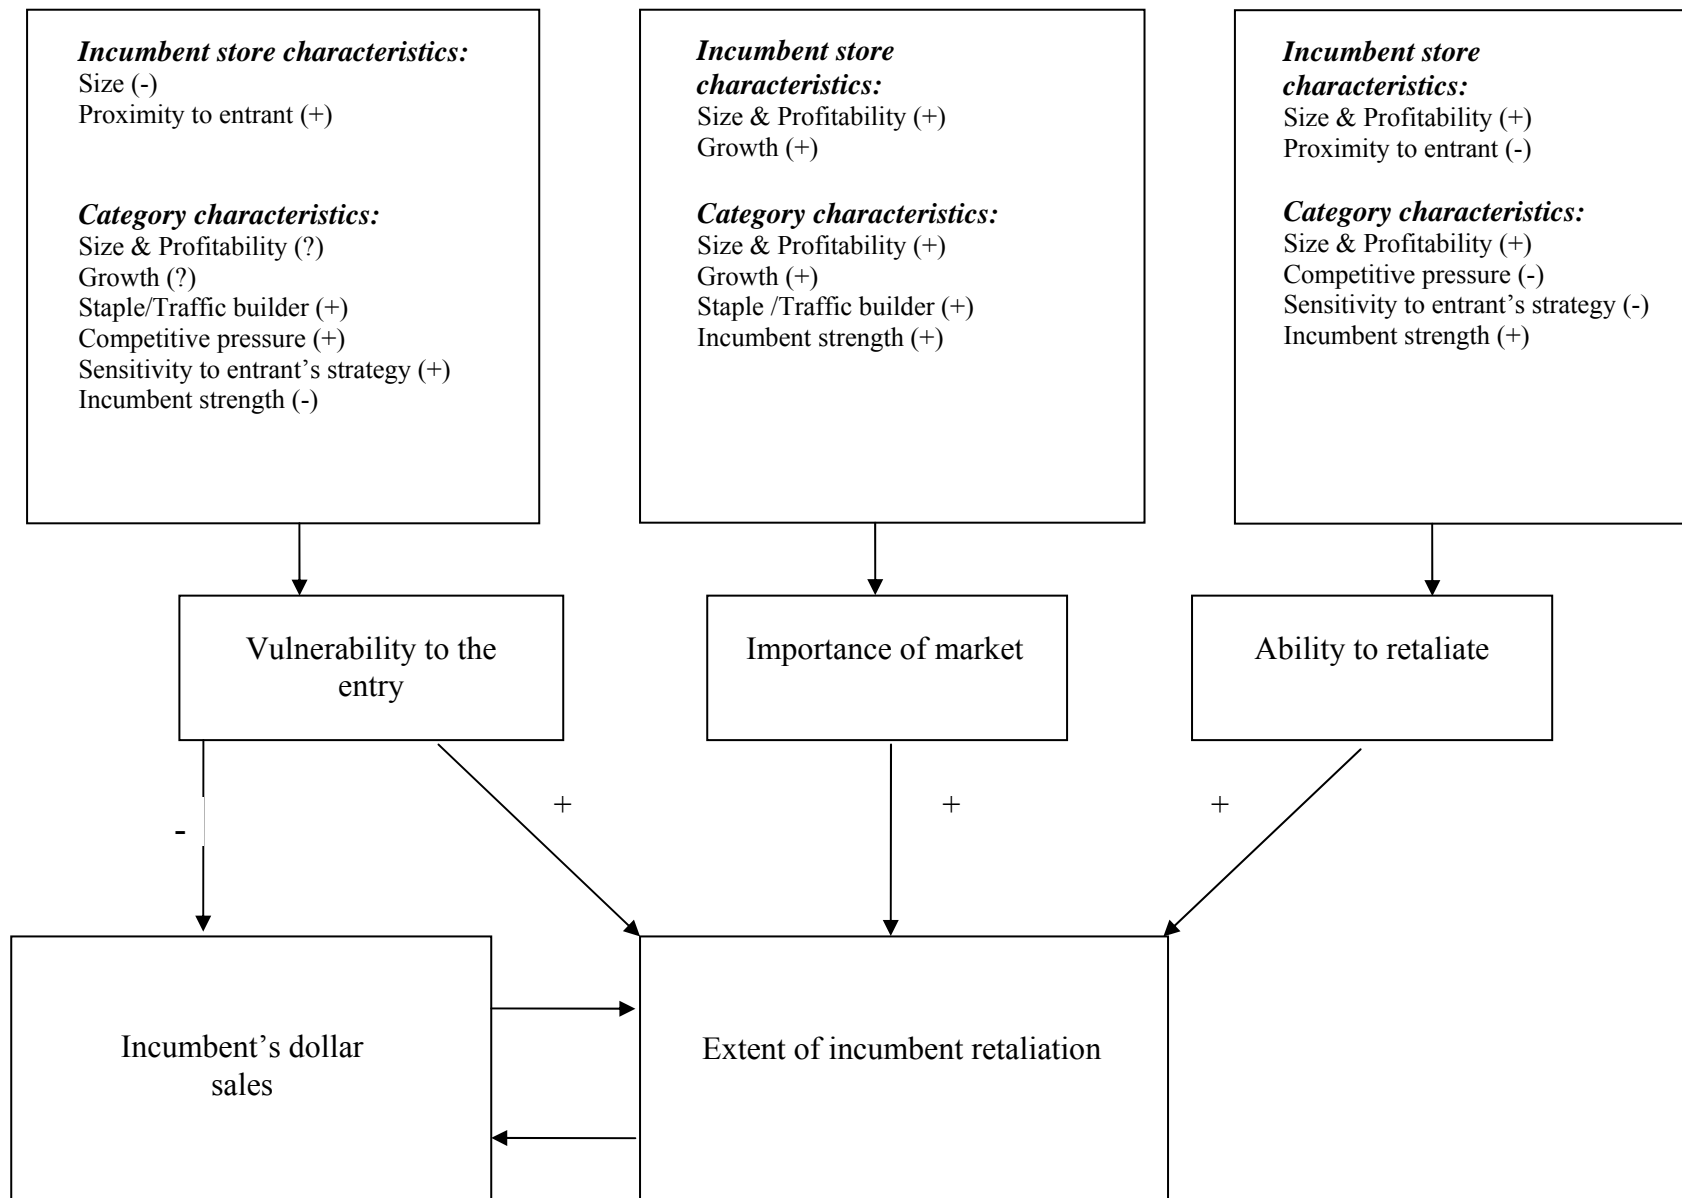 Incumbent store characteristics:
Size (-)
Proximity to entrant (+)
Category characteristics:
Size & Profitability (?)
Growth (?)
Staple/Traffic builder (+)
Competitive pressure (+)
Sensitivity to entrant’s strategy (+)
Incumbent strength (-)
Incumbent store
characteristics:
Size & Profitability (+)
Growth (+)
Category characteristics:
Size & Profitability (+)
Growth (+)
Staple /Traffic builder (+)
Incumbent strength (+)
Incumbent store
characteristics:
Size & Profitability (+)
Proximity to entrant (-)
Category characteristics:
Size & Profitability (+)
Competitive pressure (-)
Sensitivity to entrant’s strategy (-)
Incumbent strength (+)
Vulnerability to the
entry
Importance of market
Ability to retaliate
-
+
+
+
Incumbent’s dollar
sales
Extent of incumbent retaliation